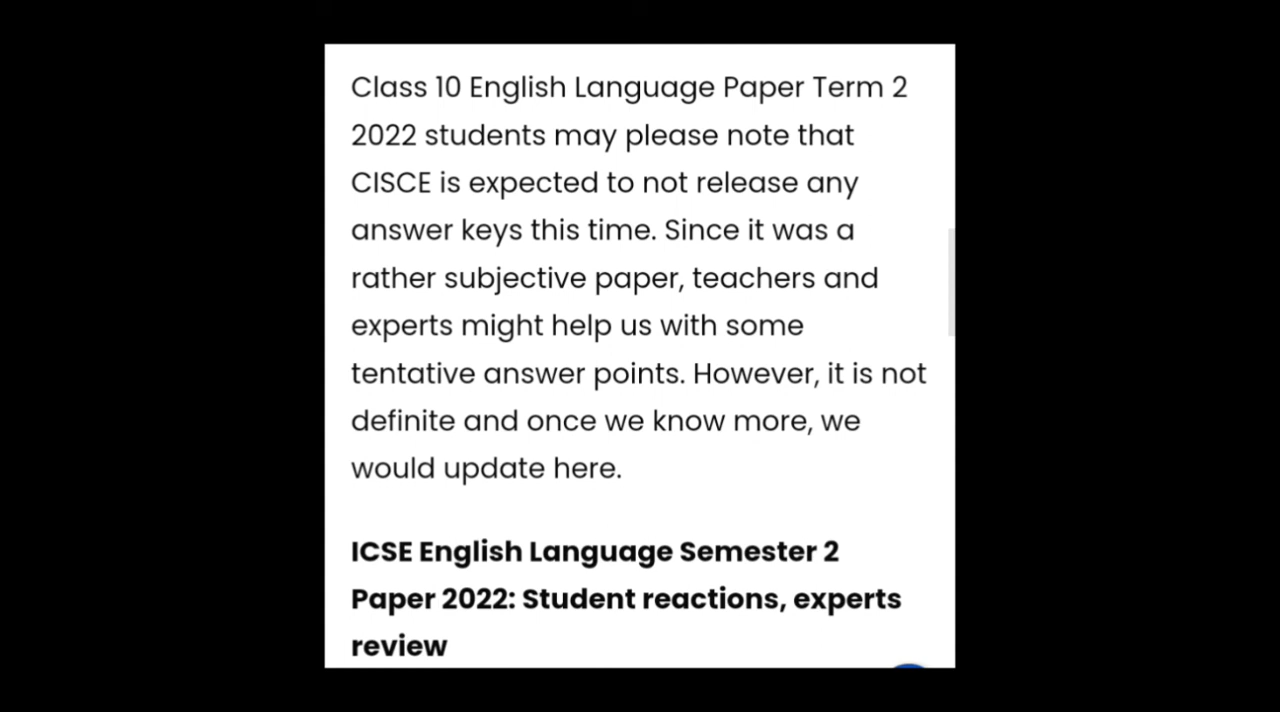 Class 10 English Language Paper Term 2
2022 students may please note that
CISCE is expected to not release any
answer keys this time. Since it was a
rather subjective paper, teachers and
experts might help us with some
tentative answer points. However, it is not
definite and once we know more, we
would update here.
ICSE English Language Semester 2
Paper 2022: Student reactions, experts
review